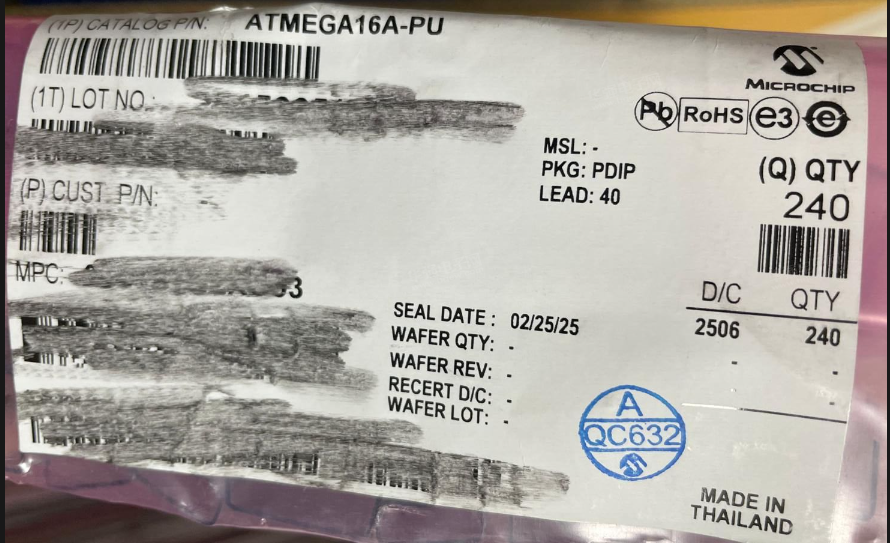 (1P) CATALOG P/N: ATMEGA16A-PU
MICROCHIP
(1T) LOT NO.:
Pb RoHS e3 e
MSL: -
PKG: PDIP
LEAD: 40
(Q) QTY
240
(P) CUST P/N:
MPC: 3
D/C QTY
2506 240
- -
- -
SEAL DATE : 02/25/25
WAFER QTY: -
WAFER REV: -
RECERT D/C: -
WAFER LOT: -
A
QC632
MADE IN
THAILAND